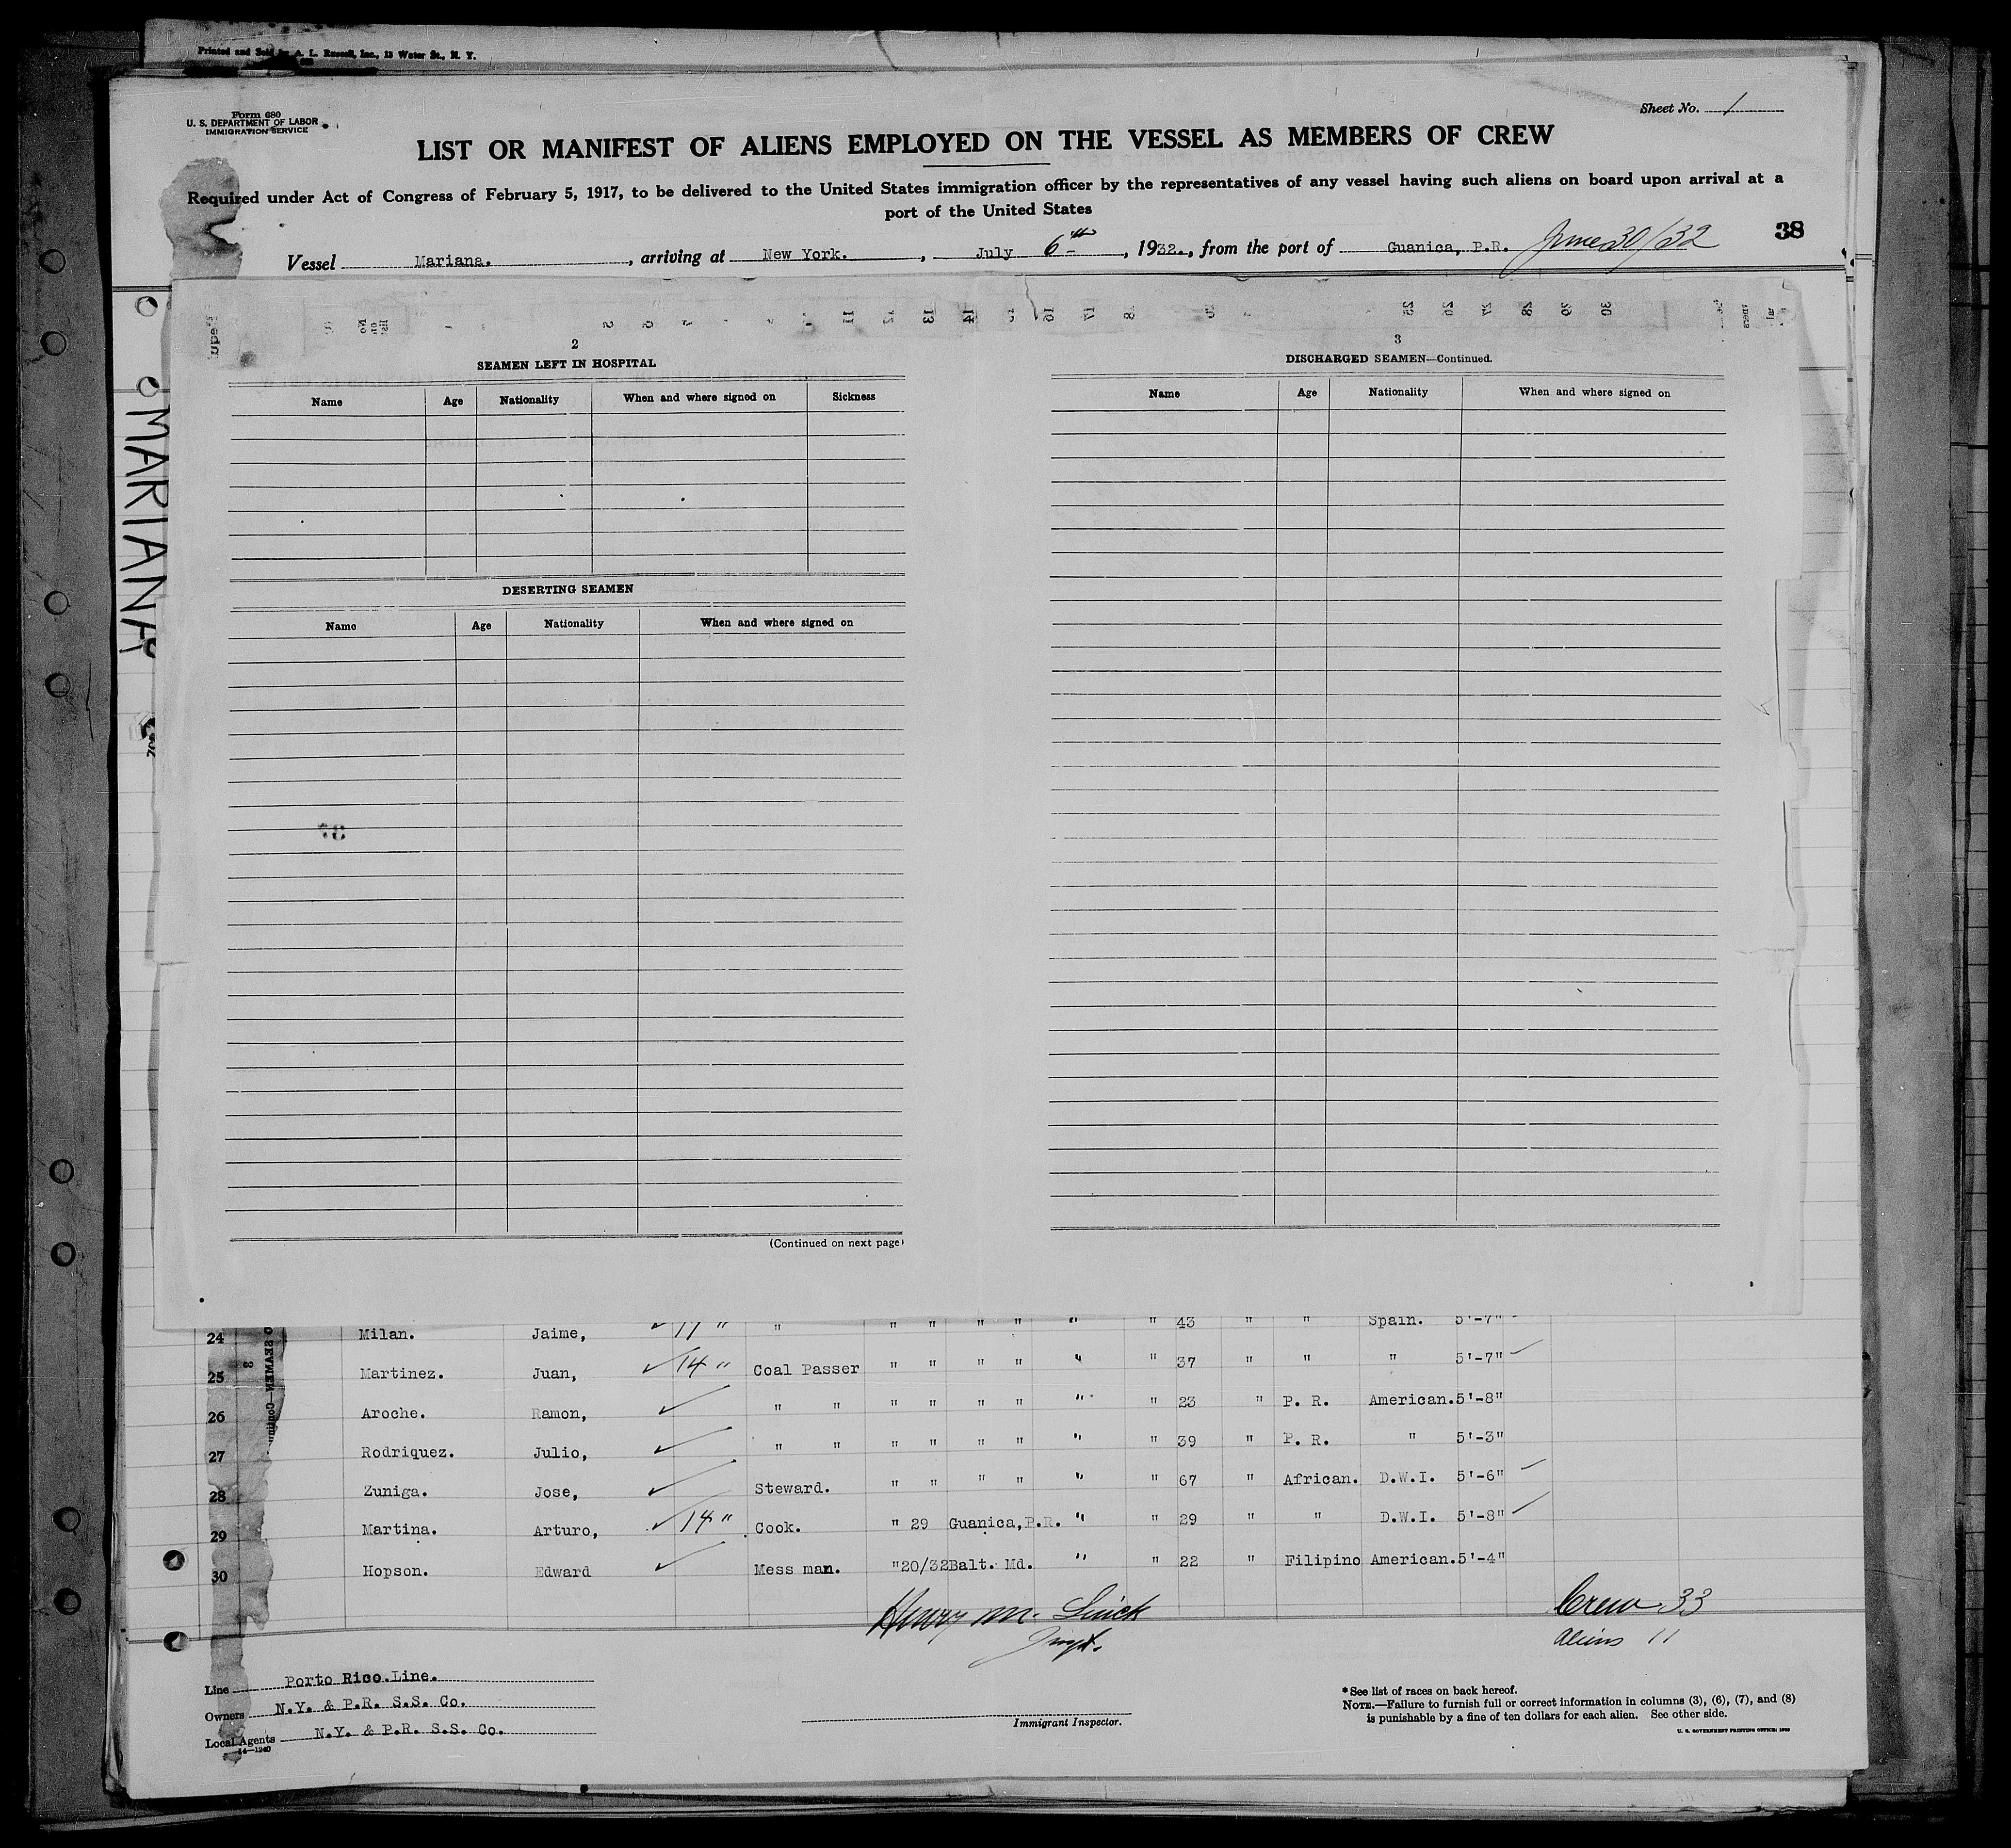 Printed and Sold by A. L. Russell, Inc., 13 Water St., N. Y.
Form 680
U. S. DEPARTMENT OF LABOR
IMMIGRATION SERVICE
Sheet No. 1
LIST OR MANIFEST OF ALIENS EMPLOYED ON THE VESSEL AS MEMBERS OF CREW
Required under Act of Congress of February 5, 1917, to be delivered to the United States immigration officer by the representatives of any vessel having such aliens on board upon arrival at a
port of the United States
38
Vessel Mariana. , arriving at New York. , July 6th , 1932. , from the port of Guanica, P.R. June 30/32
MARIANA
2
SEAMEN LEFT IN HOSPITAL
Name Age Nationality When and where signed on Sickness
DESERTING SEAMEN
Name Age Nationality When and where signed on
37
(Continued on next page)
3
DISCHARGED SEAMEN—Continued.
Name Age Nationality When and where signed on
24 Milan. Jaime, ✓ 11 " " " " " " " " 43 " " Spain. 5'-7"
25 Martinez. Juan, ✓ 14 " Coal Passer " " " " " " 37 " " " 5'-7" ✓
26 Aroche. Ramon, ✓ " " " " " " " " 23 " P. R. American. 5'-8"
27 Rodriquez. Julio, ✓ " " " " " " " " 39 " P. R. " 5'-3"
28 Zuniga. Jose, ✓ Steward. " " " " " " 67 " African. D.W.I. 5'-6" ✓
29 Martina. Arturo, ✓ 14 " Cook. " 29 Guanica, P.R. " " 29 " " D.W.I. 5'-8" ✓
30 Hopson. Edward ✓ Mess man. "20/32 Balt. Md. " " 22 " Filipino American. 5'-4"
Henry M.
Crew 33
Aliens 11
Line Porto Rico.Line.
Owners N.Y. & P.R. S.S. Co.
Local Agents N.Y. & P.R. S.S. Co.
14—1240
Immigrant Inspector.
*See list of races on back hereof.
NOTE.—Failure to furnish full or correct information in columns (3), (6), (7), and (8)
is punishable by a fine of ten dollars for each alien. See other side.
U. S. GOVERNMENT PRINTING OFFICE: 1930